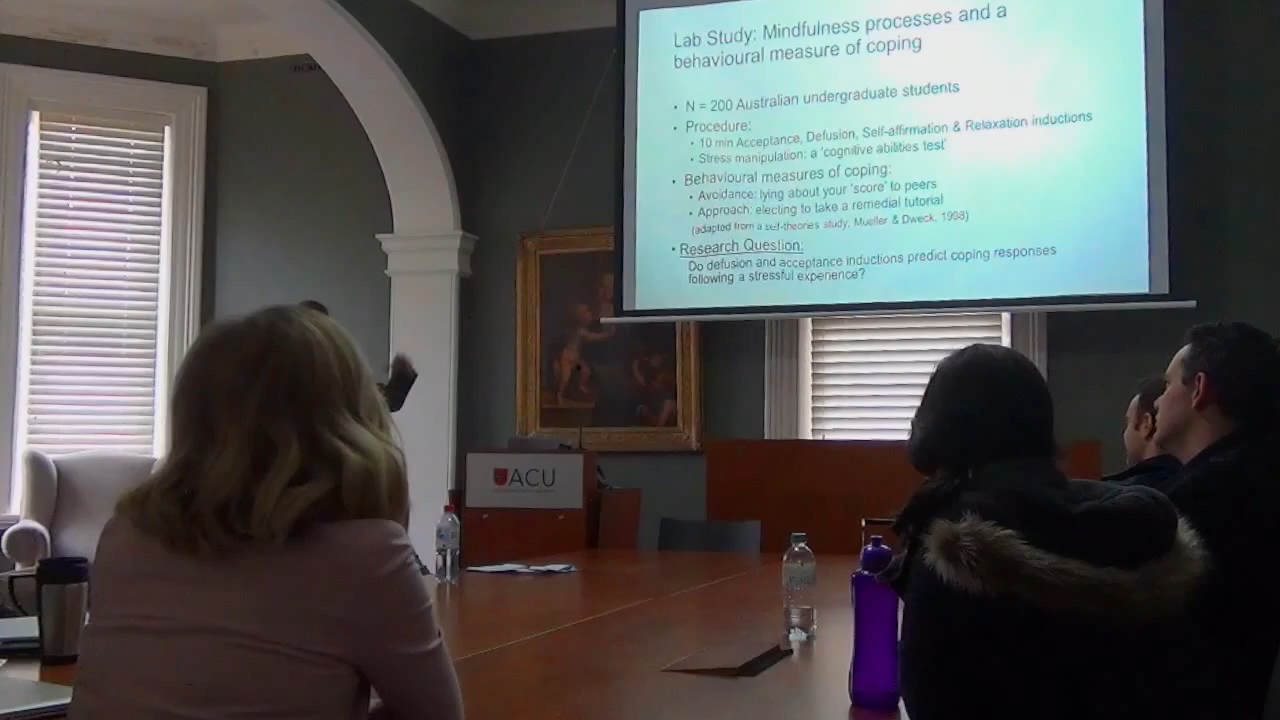 Lab Study: Mindfulness processes and a
behavioural measure of coping
• N = 200 Australian undergraduate students
• Procedure:
• 10 min Acceptance, Defusion, Self-affirmation & Relaxation inductions
• Stress manipulation: a 'cognitive abilities test'
• Behavioural measures of coping:
• Avoidance: lying about your 'score' to peers
• Approach: electing to take a remedial tutorial
(adapted from a self-theories study, Mueller & Dweck, 1998)
• Research Question:
Do defusion and acceptance inductions predict coping responses
following a stressful experience?
ACU